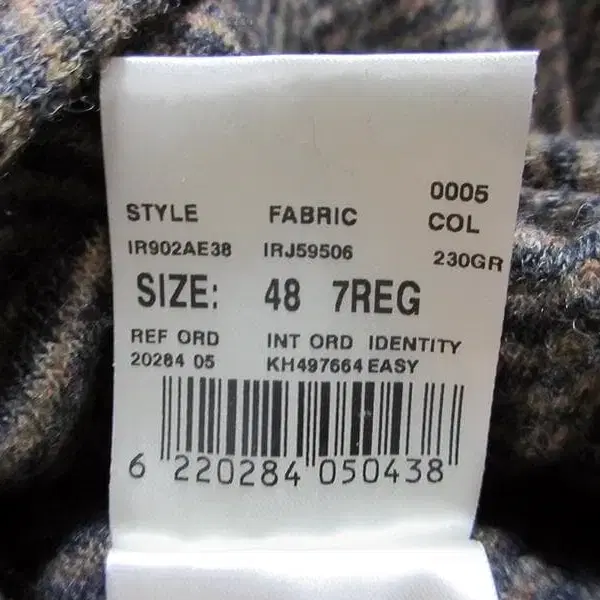 0005
STYLE FABRIC COL
IR902AE38 IRJ59506 230GR
SIZE: 48 7REG
REF ORD INT ORD IDENTITY
20284 05 KH497664 EASY
6 220284 050438